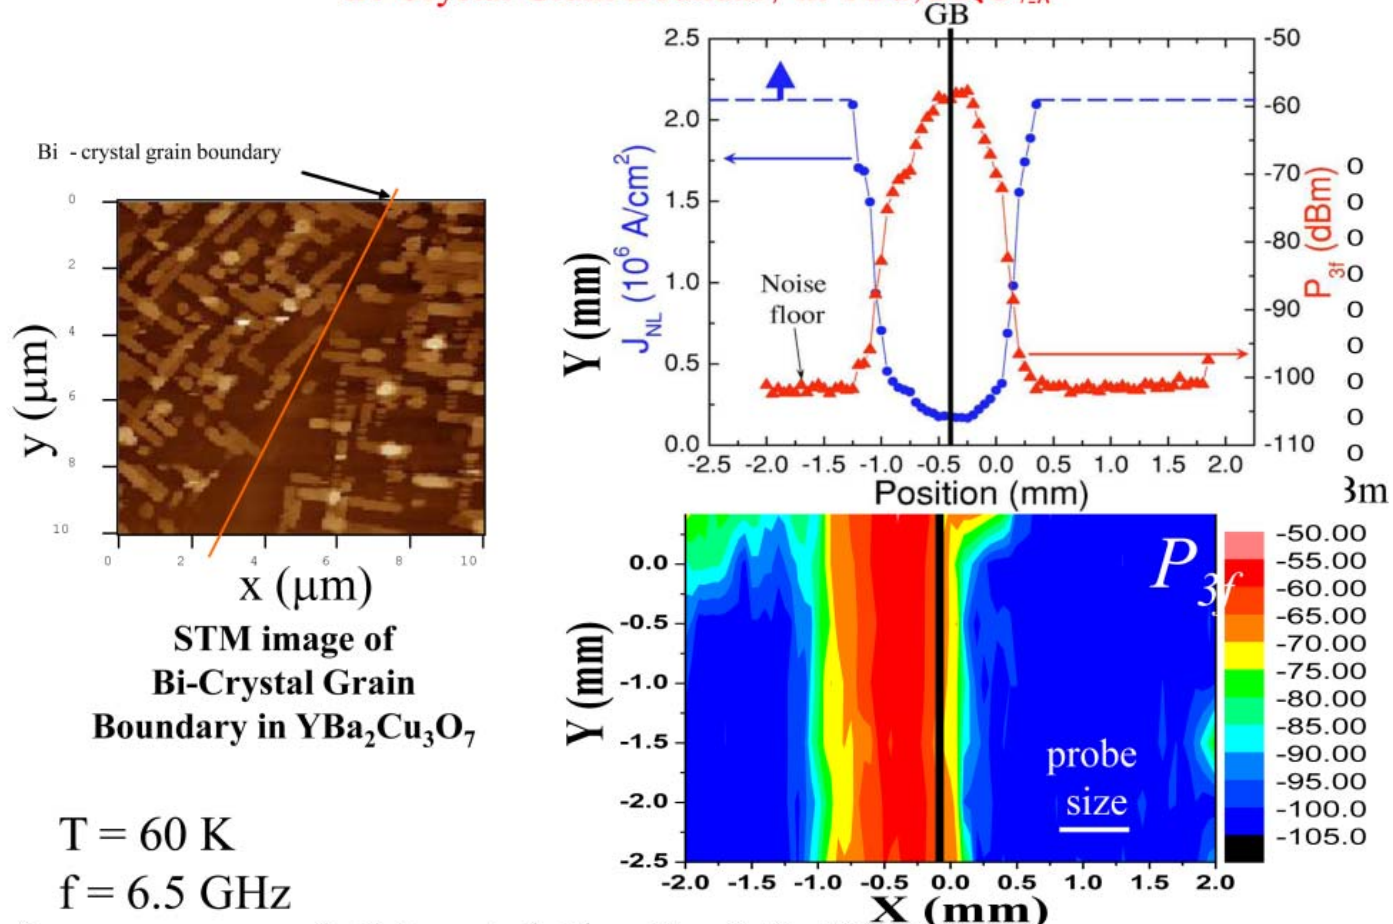 GB
2.5
2.0
1.5
1.0
0.5
0.0
J_NL (10^6 A/cm^2)
Y (mm)
-50
-60
-70
-80
-90
-100
-110
P_3f (dBm)
Noise
floor
-2.5 -2.0 -1.5 -1.0 -0.5 0.0 0.5 1.0 1.5 2.0
Position (mm)
Bi - crystal grain boundary
0
2
4
6
8
10
y (μm)
0 2 4 6 8 10
x (μm)
STM image of
Bi-Crystal Grain
Boundary in YBa2Cu3O7
T = 60 K
f = 6.5 GHz
0.0
-0.5
-1.0
-1.5
-2.0
-2.5
Y (mm)
P_3f
probe
size
-50.00
-55.00
-60.00
-65.00
-70.00
-75.00
-80.00
-85.00
-90.00
-95.00
-100.0
-105.0
-2.0 -1.5 -1.0 -0.5 0.0 0.5 1.0 1.5 2.0
X (mm)